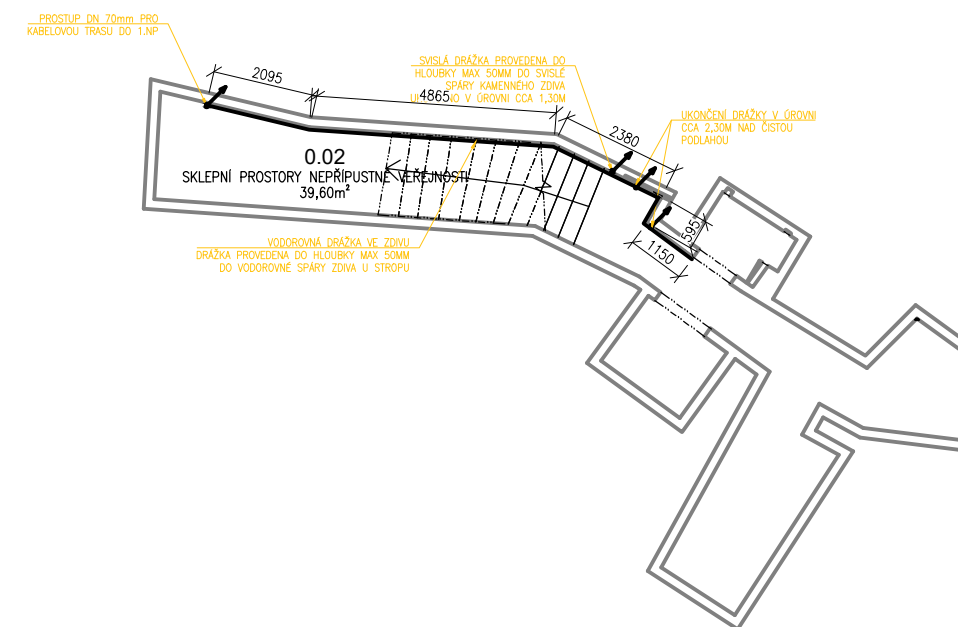 PROSTUP DN 70mm PRO
KABELOVOU TRASU DO 1.NP
SVISLÁ DRÁŽKA PROVEDENA DO
HLOUBKY MAX 50MM DO SVISLÉ
SPÁRY KAMENNÉHO ZDIVA
V ÚROVNI CCA 1,30M
UKONČENÍ DRÁŽKY V ÚROVNI
CCA 2,30M NAD ČISTOU
PODLAHOU
2095
4865
2380
595
1150
0.02
SKLEPNÍ PROSTORY NEPŘÍPUSTNÉ VEŘEJNOSTI
39,60m²
VODOROVNÁ DRÁŽKA VE ZDIVU
DRÁŽKA PROVEDENA DO HLOUBKY MAX 50MM
DO VODOROVNÉ SPÁRY ZDIVA U STROPU